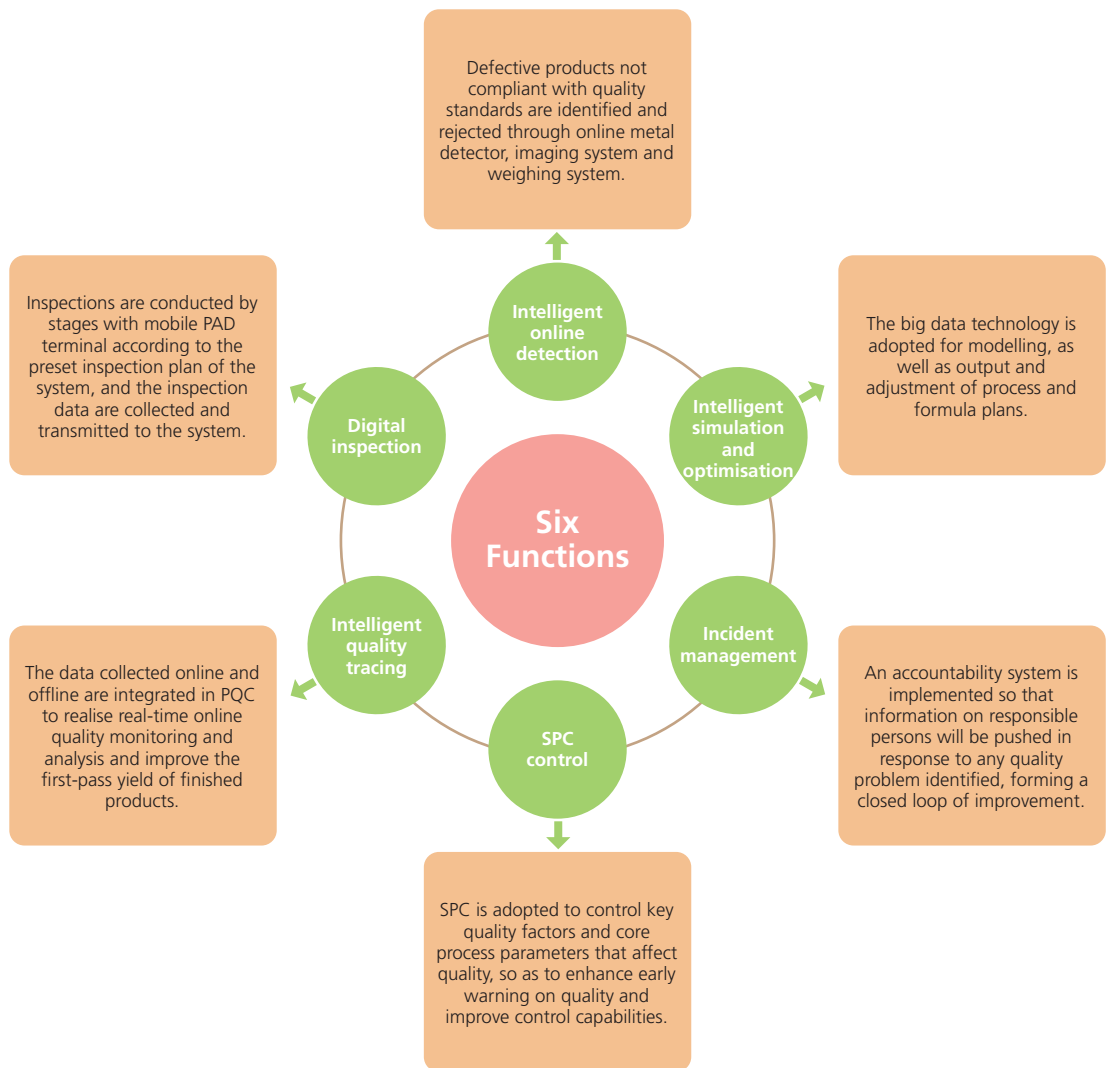 Defective products not
compliant with quality
standards are identified and
rejected through online metal
detector, imaging system and
weighing system.
Intelligent
online
detection
Inspections are conducted by
stages with mobile PAD
terminal according to the
preset inspection plan of the
system, and the inspection
data are collected and
transmitted to the system.
Digital
inspection
Intelligent
simulation
and
optimisation
The big data technology is
adopted for modelling, as
well as output and
adjustment of process and
formula plans.
Six
Functions
The data collected online and
offline are integrated in PQC
to realise real-time online
quality monitoring and
analysis and improve the
first-pass yield of finished
products.
Intelligent
quality
tracing
Incident
management
An accountability system is
implemented so that
information on responsible
persons will be pushed in
response to any quality
problem identified, forming a
closed loop of improvement.
SPC
control
SPC is adopted to control key
quality factors and core
process parameters that affect
quality, so as to enhance early
warning on quality and
improve control capabilities.